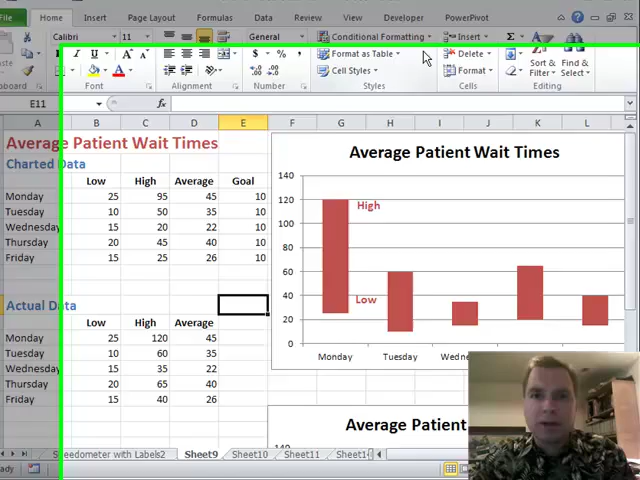 File Home Insert Page Layout Formulas Data Review View Developer PowerPivot
Calibri 11 General Conditional Formatting Insert Σ
B I U $ % , Format as Table Delete
Cell Styles Format Sort & Filter Find & Select
Clipboard Font Alignment Number Styles Cells Editing
E11 fx
A B C D E F G H I J K L
Average Patient Wait Times
Charted Data
Low High Average Goal
Monday 25 95 45 10
Tuesday 10 50 35 10
Wednesday 15 20 22 10
Thursday 20 45 40 10
Friday 15 25 26 10
Actual Data
Low High Average
Monday 25 120 45
Tuesday 10 60 35
Wednesday 15 35 22
Thursday 20 65 40
Friday 15 40 26
Average Patient Wait Times
140
120
100
80
60
40
20
0
High
Low
Monday Tuesday Wedne
Average Patien
140
Speedometer with Labels2 Sheet9 Sheet10 Sheet11 Sheet1
Ready